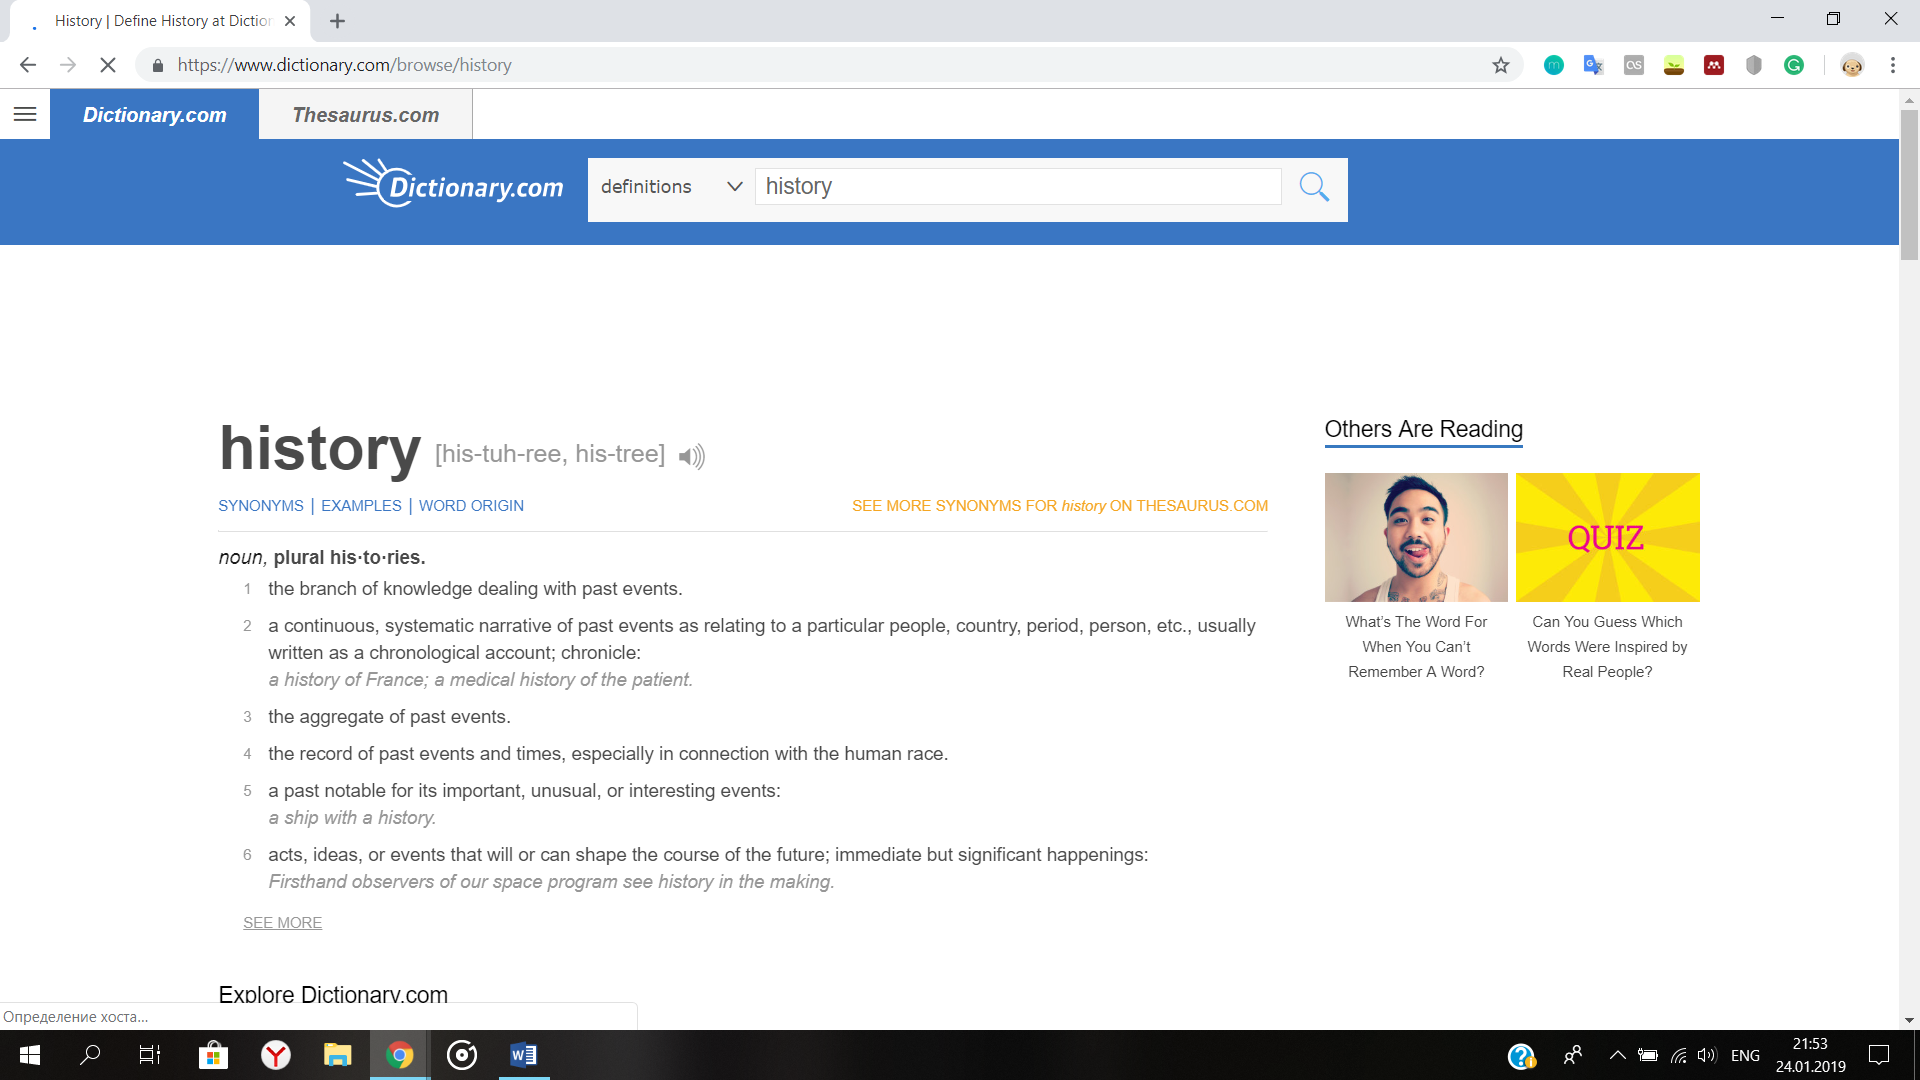 History | Define History at Diction
https://www.dictionary.com/browse/history
Dictionary.com
Thesaurus.com
Dictionary.com
definitions
history
history [his-tuh-ree, his-tree]
SYNONYMS | EXAMPLES | WORD ORIGIN
SEE MORE SYNONYMS FOR history ON THESAURUS.COM
noun, plural his·to·ries.
1 the branch of knowledge dealing with past events.
2 a continuous, systematic narrative of past events as relating to a particular people, country, period, person, etc., usually
written as a chronological account; chronicle:
a history of France; a medical history of the patient.
3 the aggregate of past events.
4 the record of past events and times, especially in connection with the human race.
5 a past notable for its important, unusual, or interesting events:
a ship with a history.
6 acts, ideas, or events that will or can shape the course of the future; immediate but significant happenings:
Firsthand observers of our space program see history in the making.
SEE MORE
Explore Dictionary.com
Others Are Reading
What's The Word For
When You Can't
Remember A Word?
QUIZ
Can You Guess Which
Words Were Inspired by
Real People?
Определение хоста...
ENG
21:53
24.01.2019